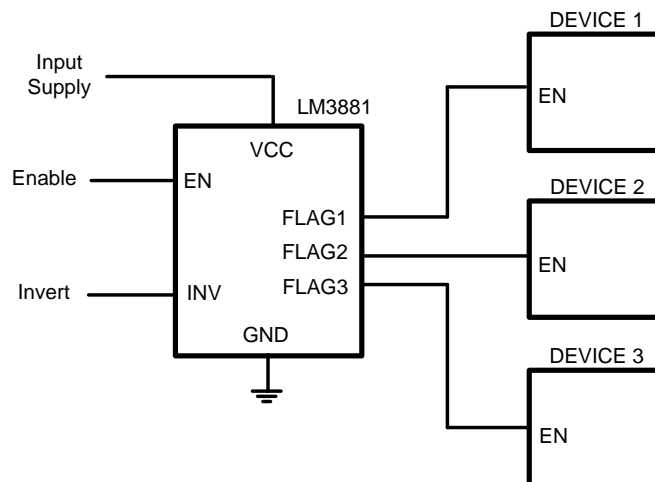 DEVICE 1
Input
Supply
EN
LM3881
VCC
Enable
EN
DEVICE 2
FLAG1
FLAG2
FLAG3
EN
Invert
INV
GND
DEVICE 3
EN